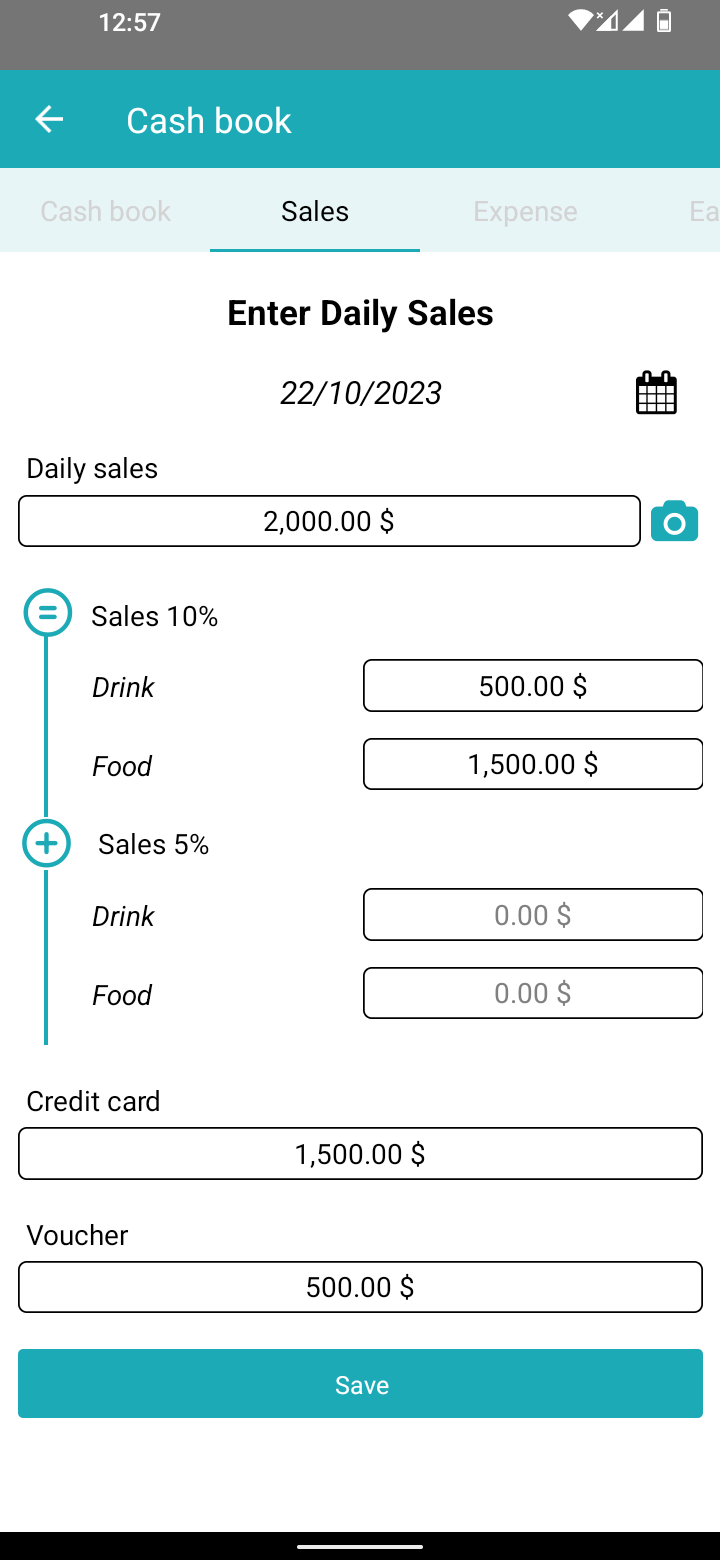 12:57
Cash book
Cash book Sales Expense Ea
Enter Daily Sales
22/10/2023
Daily sales
2,000.00 $
Sales 10%
Drink 500.00 $
Food 1,500.00 $
Sales 5%
Drink 0.00 $
Food 0.00 $
Credit card
1,500.00 $
Voucher
500.00 $
Save